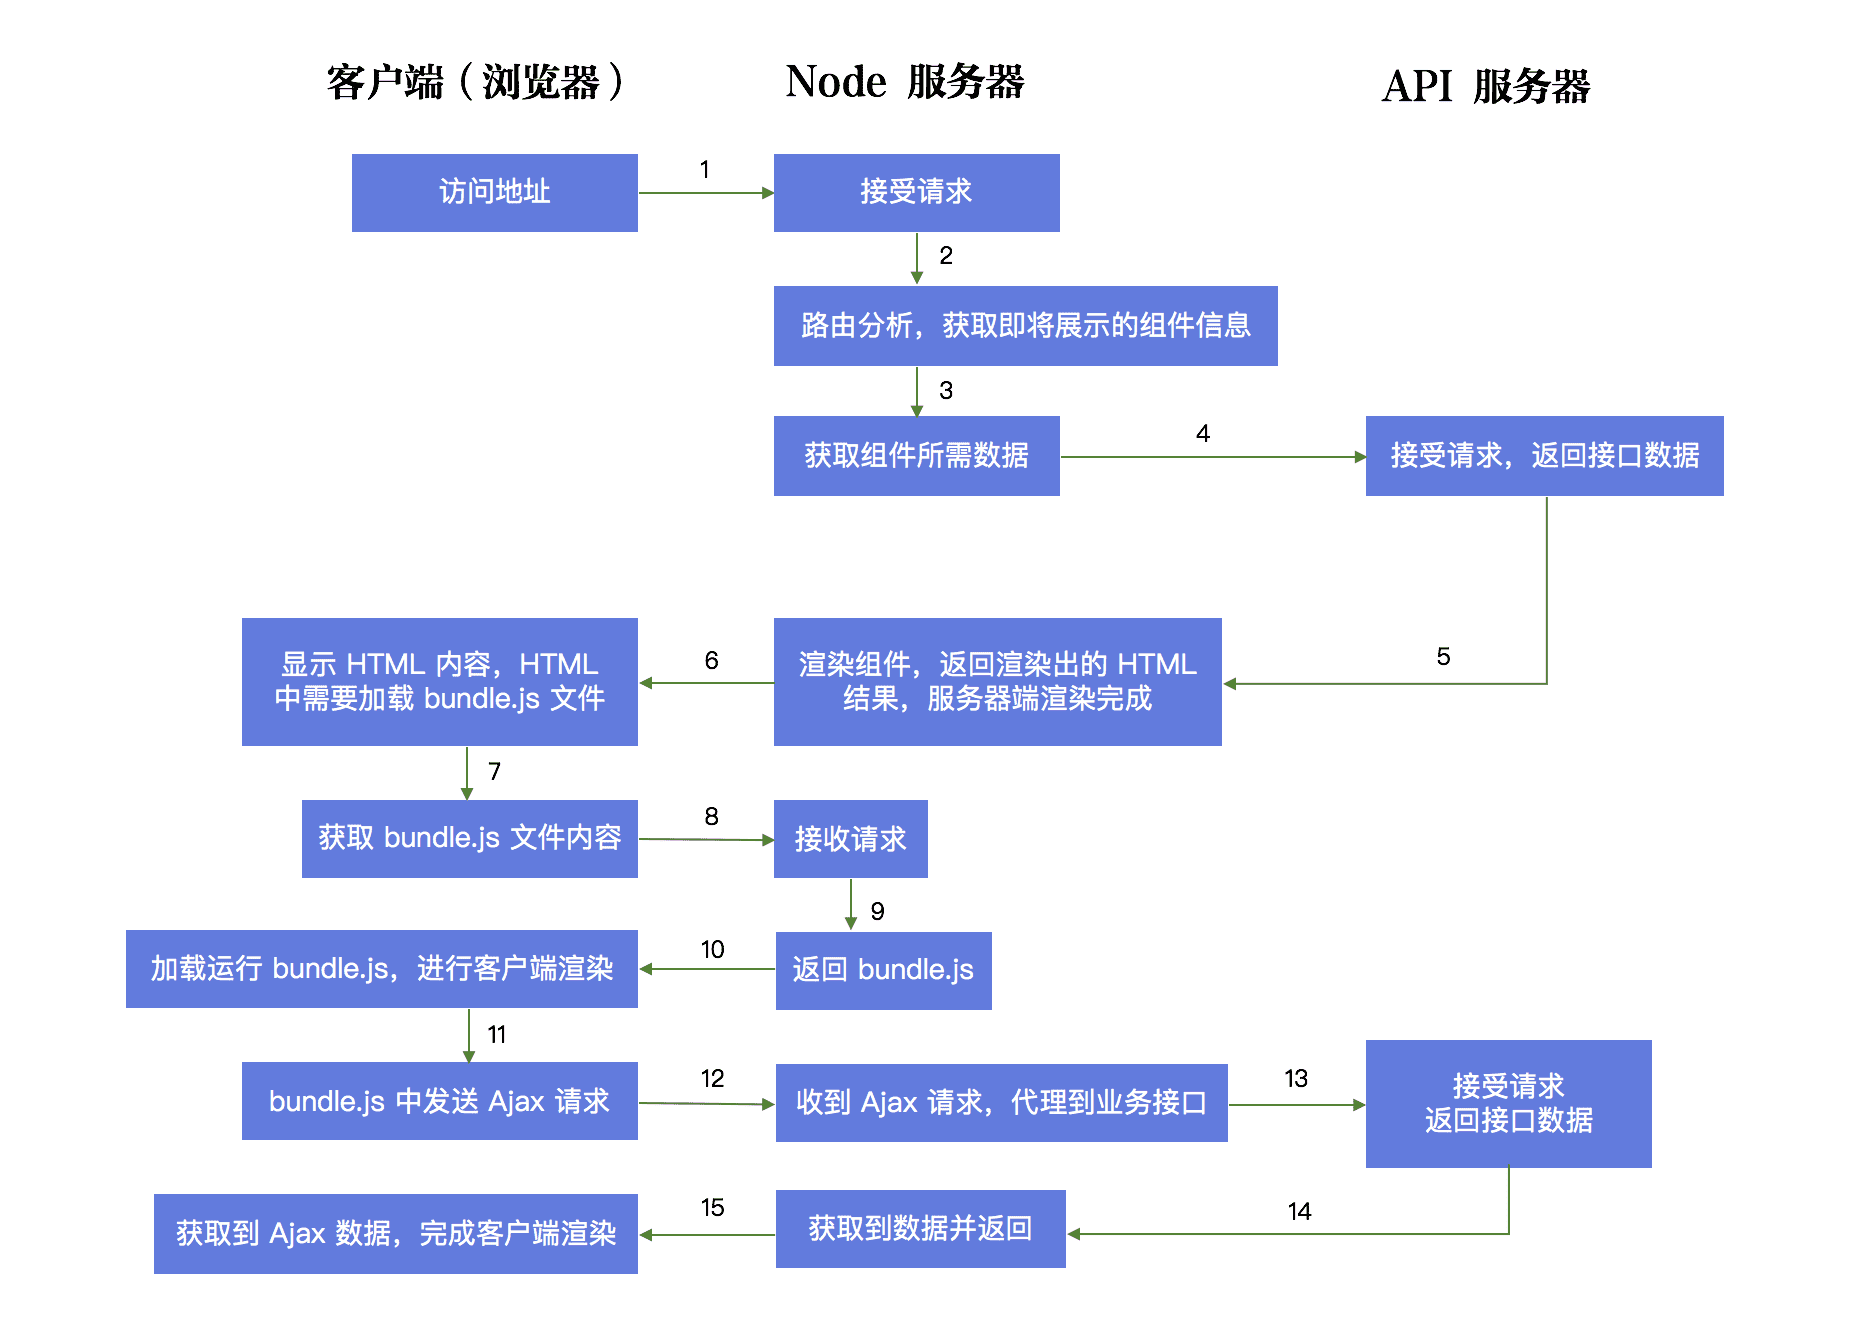 客户端（浏览器）
Node 服务器
API 服务器
访问地址
1
接受请求
2
路由分析，获取即将展示的组件信息
3
获取组件所需数据
4
接受请求，返回接口数据
5
渲染组件，返回渲染出的 HTML
结果，服务器端渲染完成
6
显示 HTML 内容，HTML
中需要加载 bundle.js 文件
7
获取 bundle.js 文件内容
8
接收请求
9
返回 bundle.js
10
加载运行 bundle.js，进行客户端渲染
11
bundle.js 中发送 Ajax 请求
12
收到 Ajax 请求，代理到业务接口
13
接受请求
返回接口数据
14
获取到数据并返回
15
获取到 Ajax 数据，完成客户端渲染